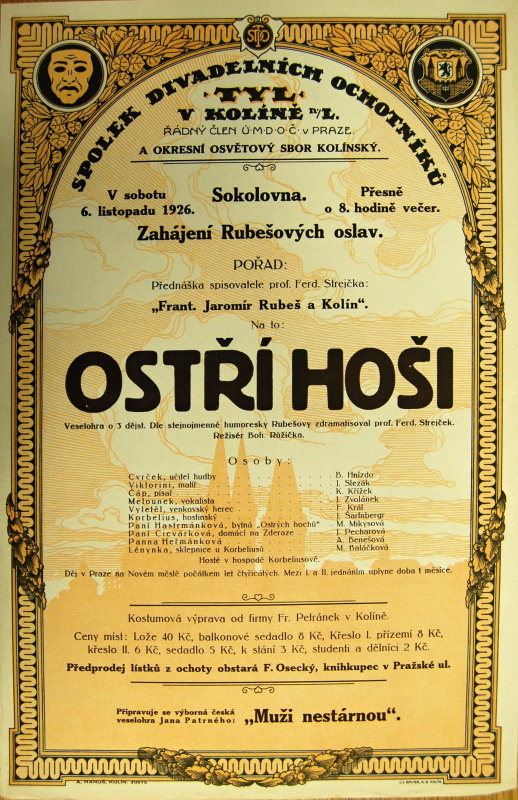 STDO
SPOLEK DIVADELNÍCH OCHOTNÍKŮ
·TYL·
V KOLÍNĚ n/L.
ŘÁDNÝ ČLEN Ú·M·D·O·Č· v PRAZE.
A OKRESNÍ OSVĚTOVÝ SBOR KOLÍNSKÝ.
V sobotu
6. listopadu 1926.
Sokolovna.
Přesně
o 8. hodině večer.
Zahájení Rubešových oslav.
POŘAD:
Přednáška spisovatele prof. Ferd. Strejčka:
„Frant. Jaromír Rubeš a Kolín“.
Na to:
OSTŘÍ HOŠI
Veselohra o 3 dějst. Dle stejnojmenné humoresky Rubešovy zdramatisoval prof. Ferd. Strejček.
Režisér Boh. Růžička.
Osoby:
Cvrček, učitel hudby B. Hnízdo
Viktorini, malíř J. Slezák
Čáp, písař K. Křížek
Melounek, vokalista J. Zvolánek
Vyletěl, venkovský herec F. Král
Korbelius, hostinský F. Šarfnbergr
Paní Hastrmánková, bytná „Ostrých hochů“ M. Mikysová
Paní Crevárková, domácí na Zderaze J. Pecharová
Panna Heřmánková A. Benešová
Lénynka, sklepnice u Korbeliusů M. Baláčková
Hosté v hospodě Korbeliusově.
Děj v Praze na Novém městě počátkem let čtyřicátých. Mezi I. a II. jednáním uplyne doba 1 měsíce.
Kostumová výprava od firmy Fr. Petránek v Kolíně.
Ceny míst: Lože 40 Kč, balkonové sedadlo 8 Kč, Křeslo I. přízemí 8 Kč,
křeslo II. 6 Kč, sedadlo 5 Kč, k stání 3 Kč, studenti a dělníci 2 Kč.
Předprodej lístků z ochoty obstará F. Osecký, knihkupec v Pražské ul.
Připravuje se výborná česká
veselohra Jana Patrného:
„Muži nestárnou“.
A. HANUŠ, KOLÍN.